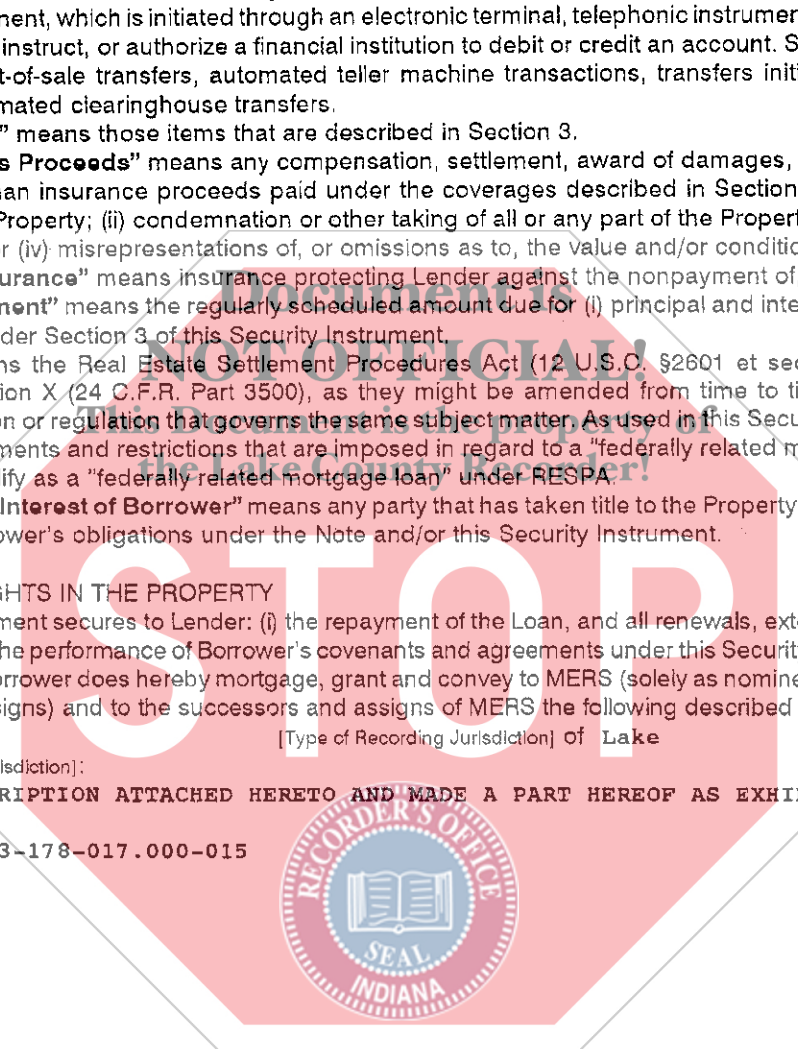 nent, which is initiated through an electronic terminal, telephonic instrumer
instruct, or authorize a financial institution to debit or credit an account. S
t-of-sale transfers, automated teller machine transactions, transfers initi
mated clearinghouse transfers.
" means those items that are described in Section 3.
s Proceeds" means any compensation, settlement, award of damages,
an insurance proceeds paid under the coverages described in Section
Property; (ii) condemnation or other taking of all or any part of the Propert
r (iv) misrepresentations of, or omissions as to, the value and/or conditio
urance" means insurance protecting Lender against the nonpayment of
Document is
nent" means the regularly scheduled amount due for (i) principal and inte
der Section 3 of this Security Instrument.
NOT OFFICIAL!
ns the Real Estate Settlement Procedures Act (12 U.S.C. §2601 et sec
ion X (24 C.F.R. Part 3500), as they might be amended from time to ti
This Document is the property of
n or regulation that governs the same subject matter. As used in this Secu
ments and restrictions that are imposed in regard to a "federally related m
the Lake County Recorder!
ify as a "federally related mortgage loan" under RESPA.
Interest of Borrower" means any party that has taken title to the Property
ower's obligations under the Note and/or this Security Instrument.
STOP
GHTS IN THE PROPERTY
ment secures to Lender: (i) the repayment of the Loan, and all renewals, ext
he performance of Borrower's covenants and agreements under this Securit
orrower does hereby mortgage, grant and convey to MERS (solely as nomine
signs) and to the successors and assigns of MERS the following described
[Type of Recording Jurisdiction] of Lake
isdiction]:
RIPTION ATTACHED HERETO AND MADE A PART HEREOF AS EXHI
3-178-017.000-015
RECORDER'S OFFICE
SEAL
INDIANA